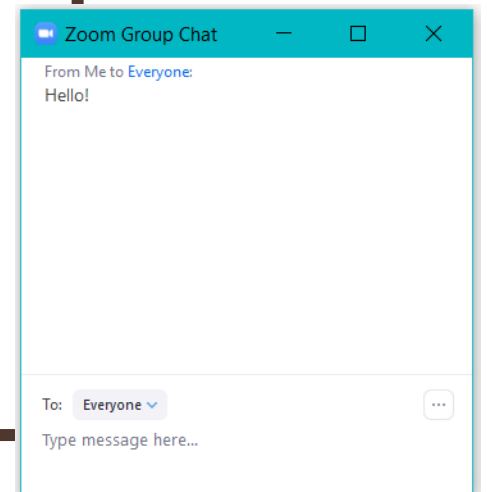 Zoom Group Chat
From Me to Everyone:
Hello!
To: Everyone
Type message here...